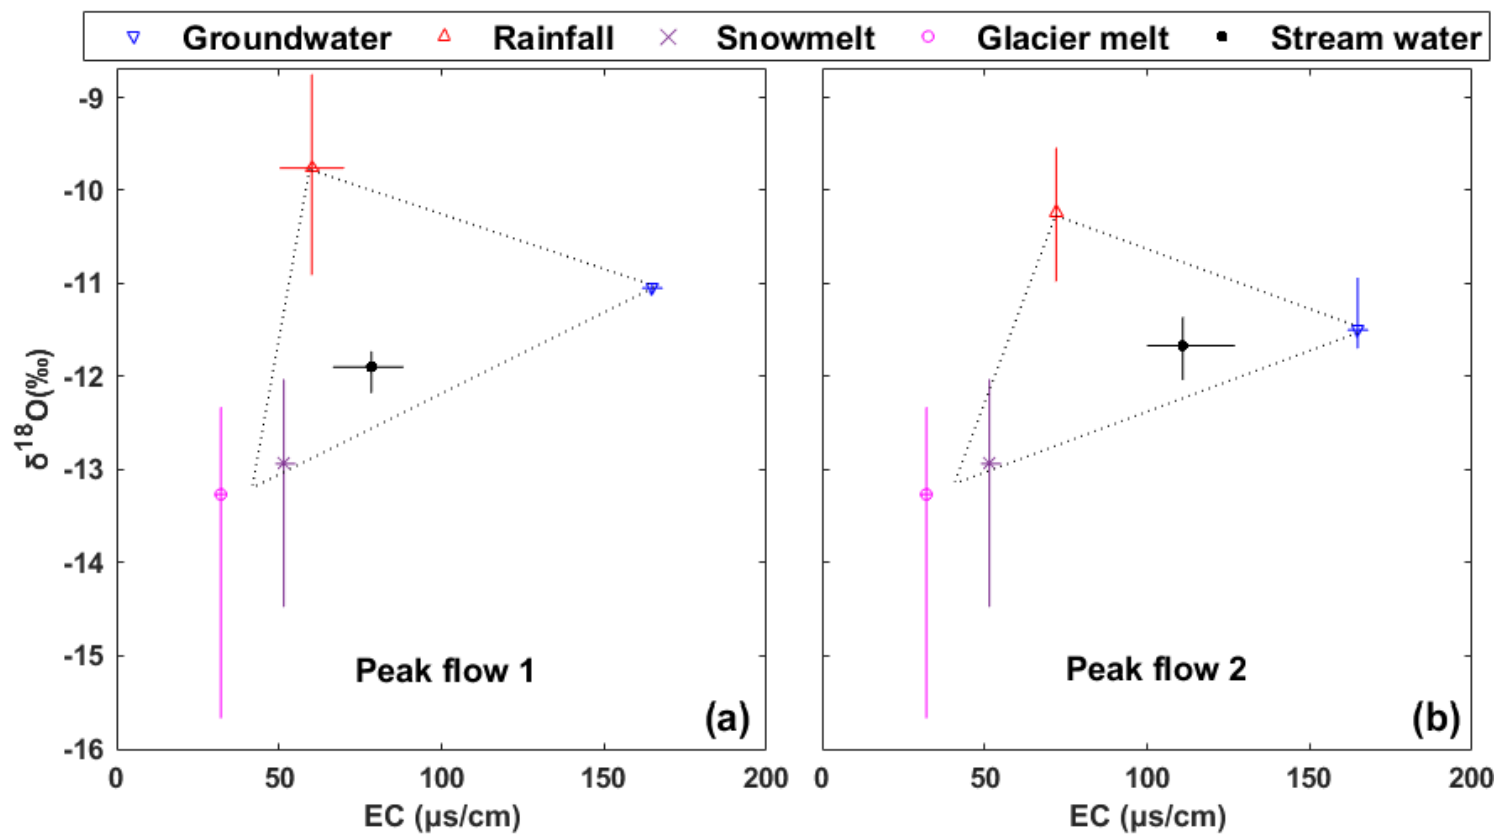 Groundwater Rainfall Snowmelt Glacier melt Stream water
-9
-10
-11
-12
-13
-14
-15
-16
δ18O(‰)
0 50 100 150 200
EC (µs/cm)
Peak flow 1
(a)
0 50 100 150 200
EC (µs/cm)
Peak flow 2
(b)